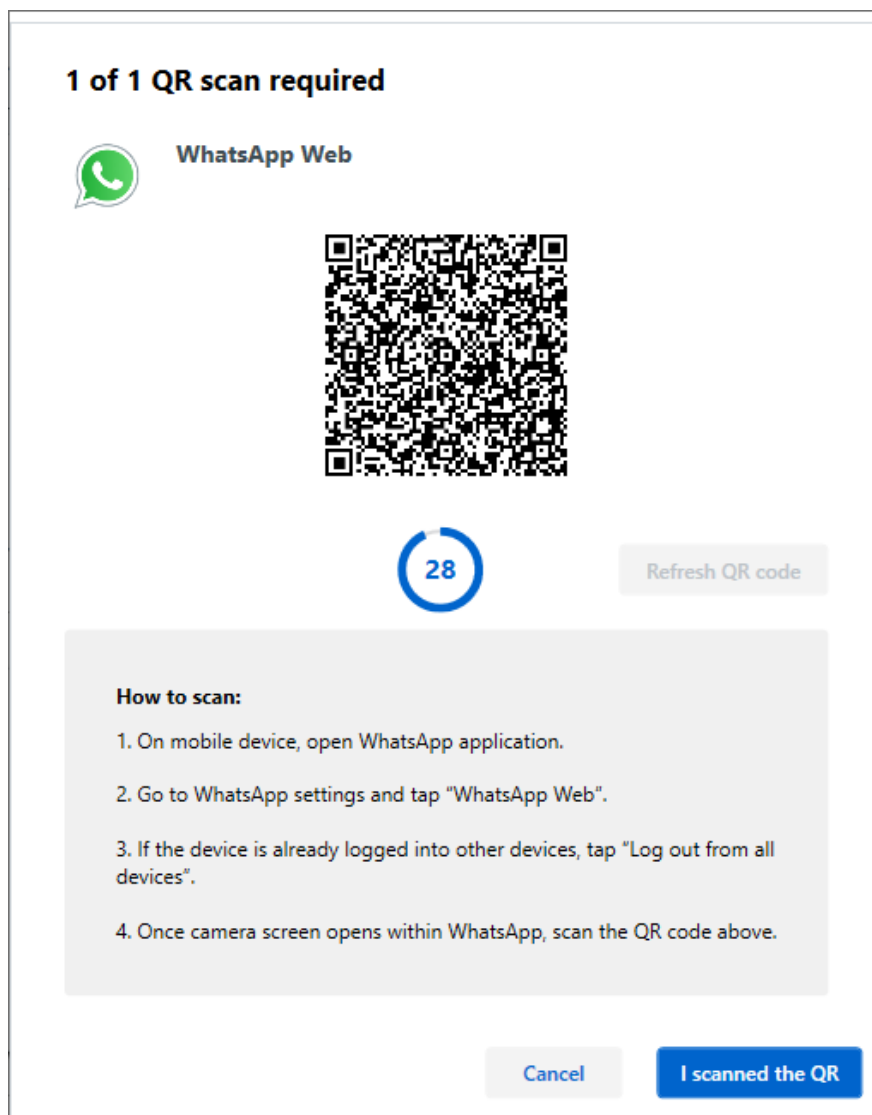 1 of 1 QR scan required
WhatsApp Web
28
Refresh QR code
How to scan:
1. On mobile device, open WhatsApp application.
2. Go to WhatsApp settings and tap “WhatsApp Web”.
3. If the device is already logged into other devices, tap “Log out from all
devices”.
4. Once camera screen opens within WhatsApp, scan the QR code above.
Cancel
I scanned the QR